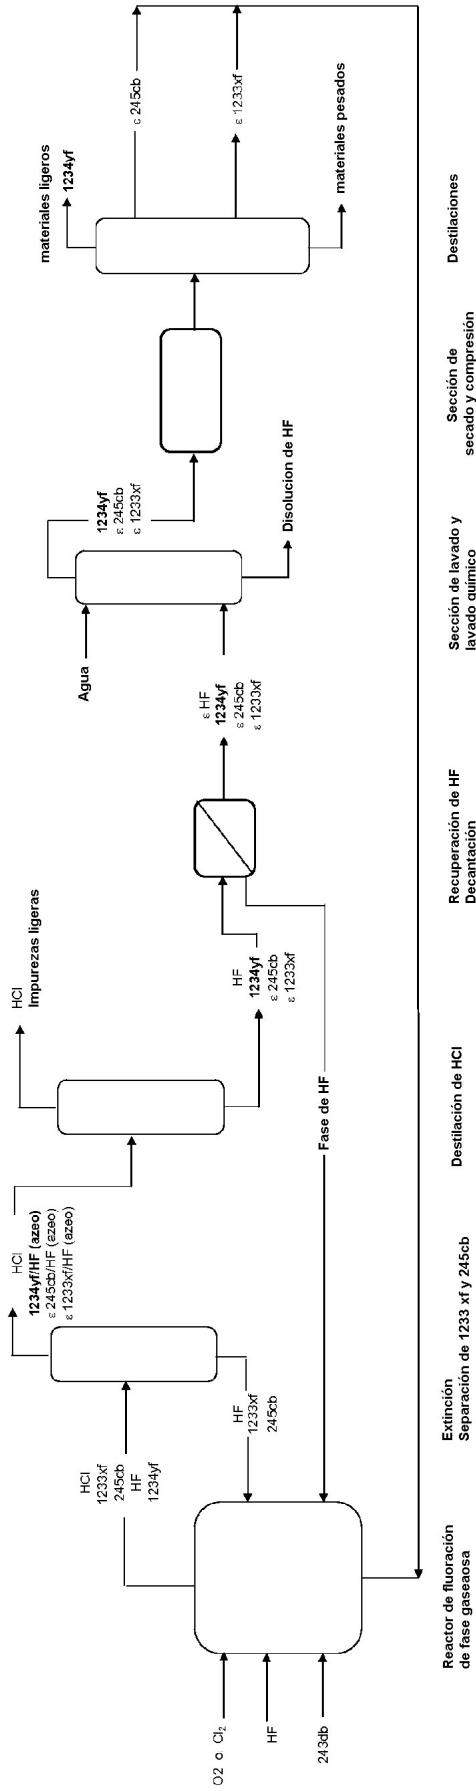 O2 o Cl2
HF
243db
Reactor de fluoración
de fase gaseaosa
HCl
1233xf
245cb
HF
1234yf
HF
1233xf
245cb
Extinción
Separación de 1233 xf y 245cb
HCl
1234yf/HF (azeo)
ε 245cb/HF (azeo)
ε 1233xf/HF (azeo)
Destilación de HCl
HCl
Impurezas ligeras
HF
1234yf
ε 245cb
ε 1233xf
Fase de HF
Recuperación de HF
Decantación
ε HF
1234yf
ε 245cb
ε 1233xf
Agua
Sección de lavado y
lavado químico
1234yf
ε 245cb
ε 1233xf
Disolucion de HF
Sección de
secado y compresión
materiales ligeros
1234yf
ε 245cb
ε 1233xf
materiales pesados
Destilaciones